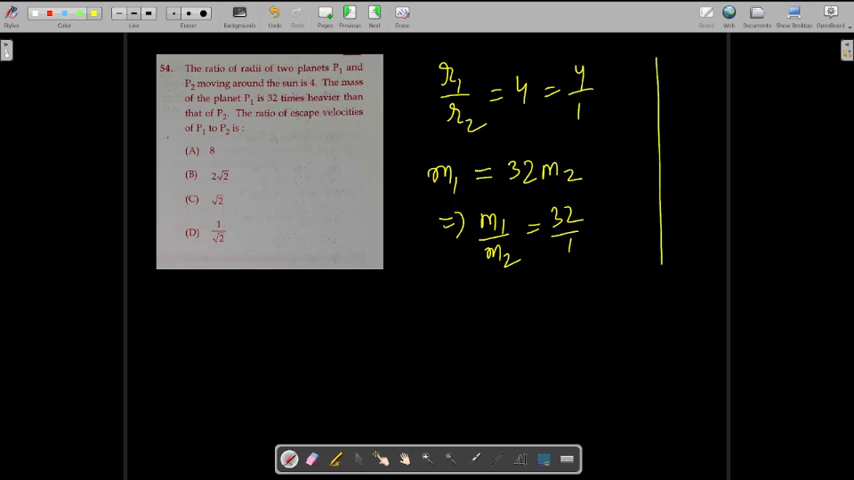 Stylus
Color
Line
Eraser
Backgrounds
Undo
Redo
Pages
Previous
Next
Erase
Board
Web
Documents
Show Desktop
OpenBoard
54. The ratio of radii of two planets P₁ and
P₂ moving around the sun is 4. The mass
of the planet P₁ is 32 times heavier than
that of P₂. The ratio of escape velocities
of P₁ to P₂ is :
(A) 8
(B) 2√2
(C) √2
(D) 1/√2
r₁/r₂ = 4 = 4/1
m₁ = 32m₂
=> m₁/m₂ = 32/1